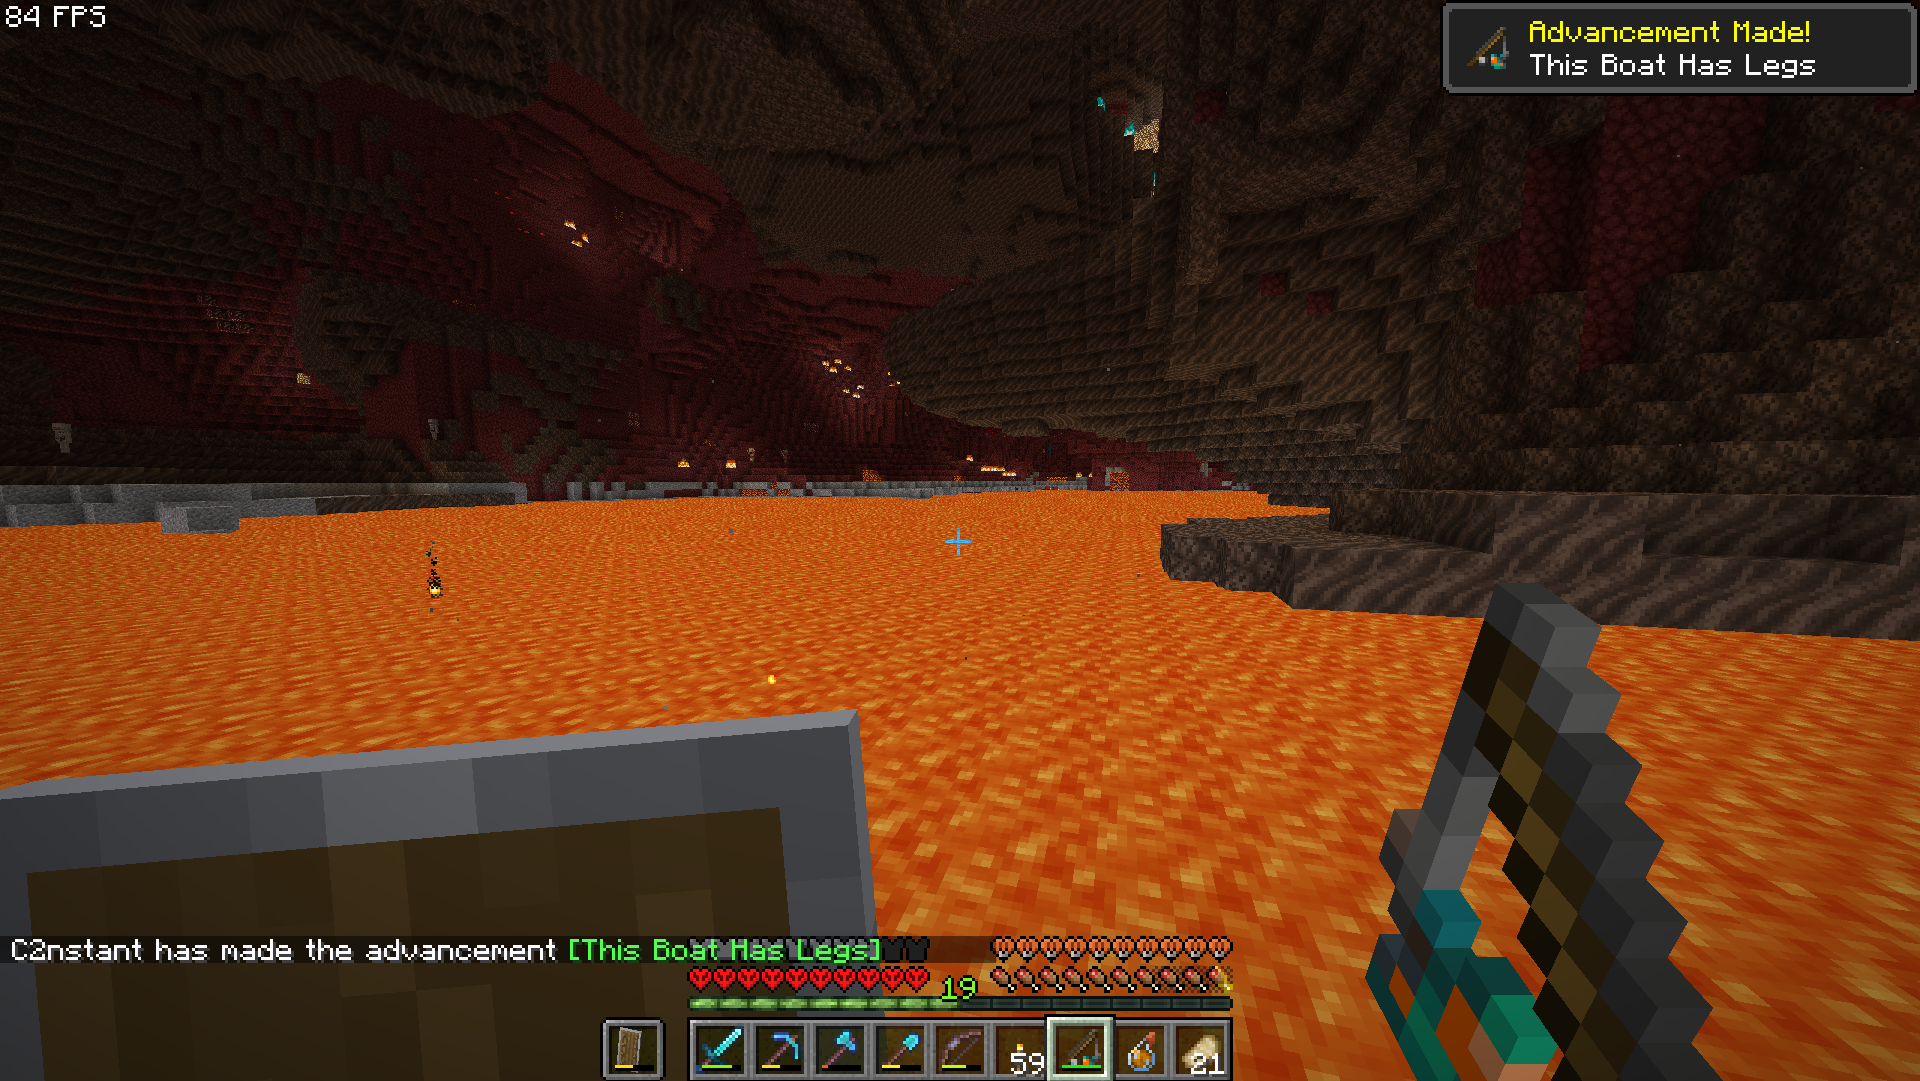 84 FPS
Advancement Made!
This Boat Has Legs
C2nstant has made the advancement [This Boat Has Legs]
19
59
21